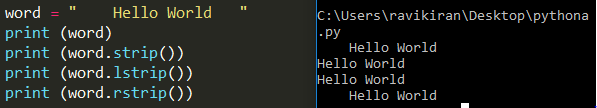 word = "    Hello World   "
print (word)
print (word.strip())
print (word.lstrip())
print (word.rstrip())
C:\Users\ravikiran\Desktop\pythona
.py
    Hello World
Hello World
Hello World
    Hello World